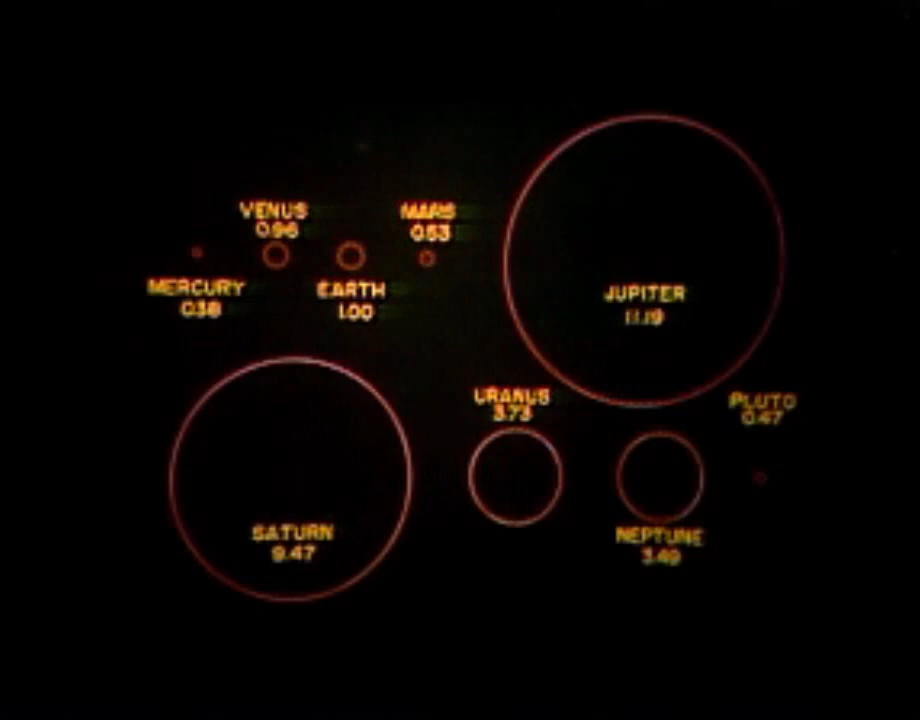 VENUS
0.96
MARS
0.53
MERCURY
0.38
EARTH
1.00
JUPITER
11.19
URANUS
3.73
PLUTO
0.47
SATURN
9.47
NEPTUNE
3.49